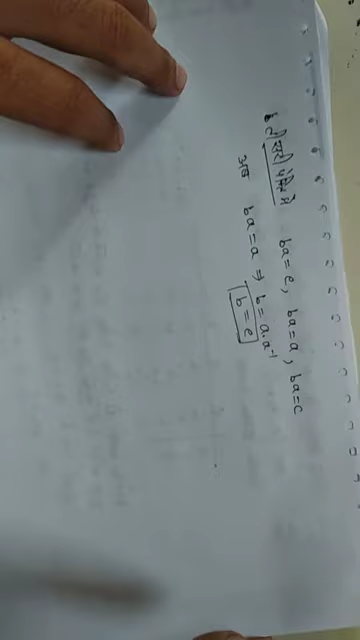 तीसरी पंक्ति में ba = e, ba = a, ba = c
अब ba = a ⇒ b = a·a⁻¹
b = e